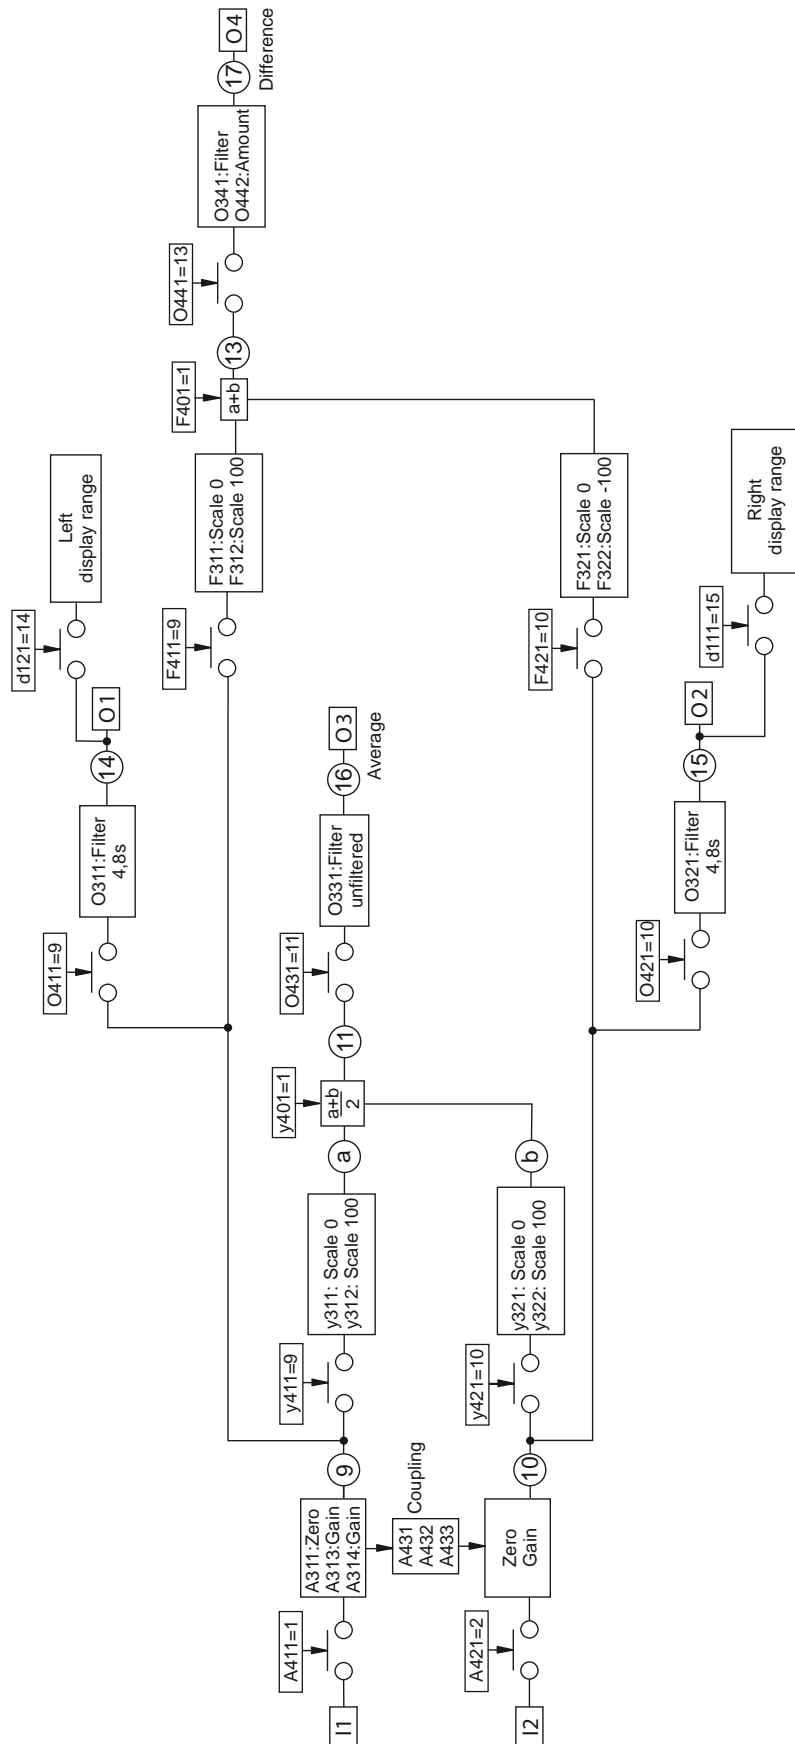 I1
A411=1
A311:Zero
A313:Gain
A314:Gain
9
I2
A421=2
Zero
Gain
10
Coupling
A431
A432
A433
y411=9
y311: Scale 0
y312: Scale 100
a
y421=10
y321: Scale 0
y322: Scale 100
b
y401=1
a+b
2
11
O431=11
O331:Filter
unfiltered
16
O3
Average
O411=9
O311:Filter
4,8s
14
O1
d121=14
Left
display range
F411=9
F311:Scale 0
F312:Scale 100
F401=1
a+b
13
O441=13
O341:Filter
O442:Amount
17
O4
Difference
F421=10
F321:Scale 0
F322:Scale -100
O421=10
O321:Filter
4,8s
15
O2
d111=15
Right
display range